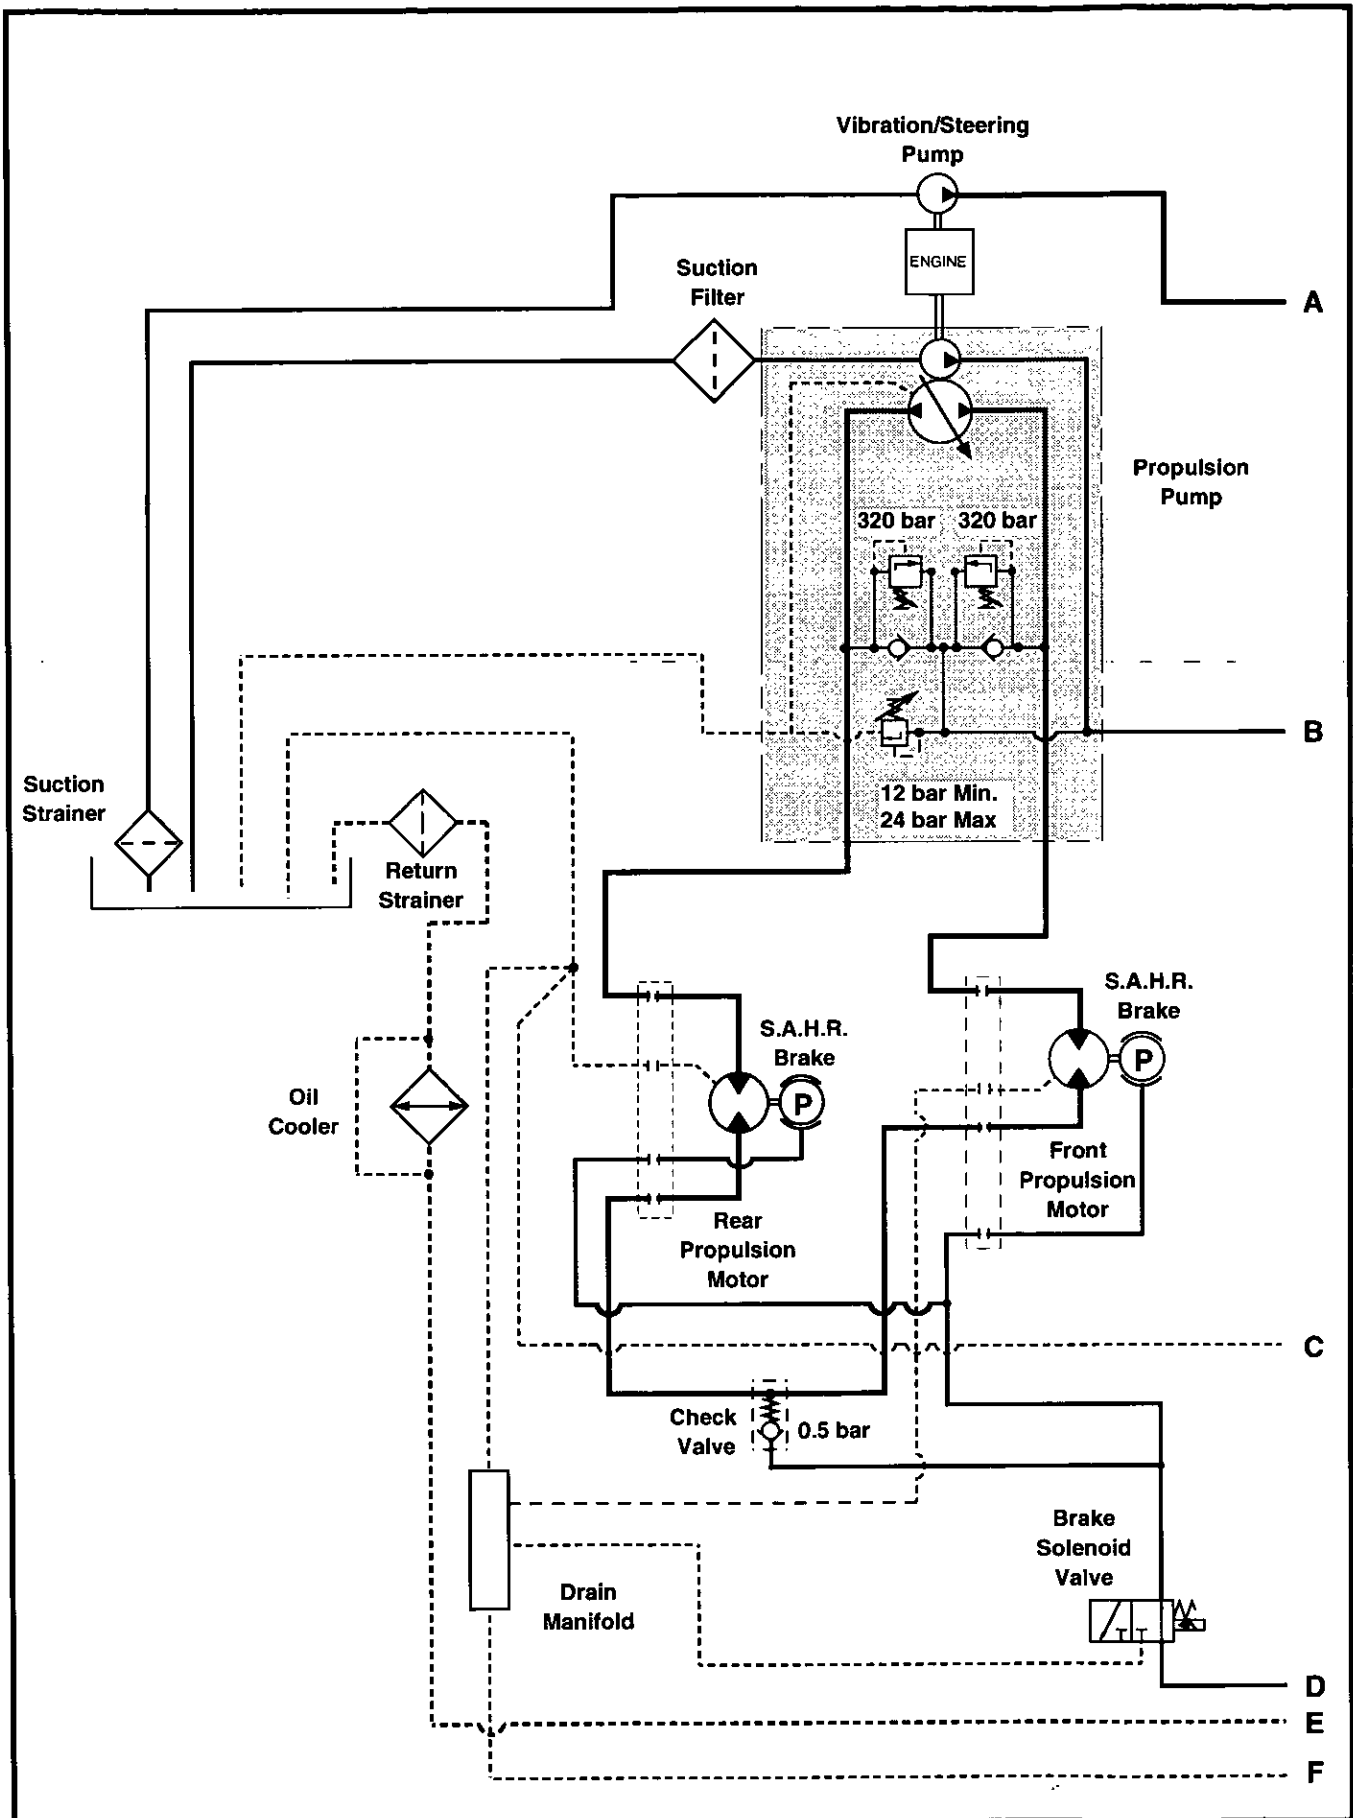 Vibration/Steering
Pump
ENGINE
Suction
Filter
A
Propulsion
Pump
320 bar
320 bar
B
12 bar Min.
24 bar Max
Suction
Strainer
Return
Strainer
S.A.H.R.
Brake
P
S.A.H.R.
Brake
P
Oil
Cooler
Front
Propulsion
Motor
Rear
Propulsion
Motor
C
Check
Valve
0.5 bar
Brake
Solenoid
Valve
Drain
Manifold
D
E
F